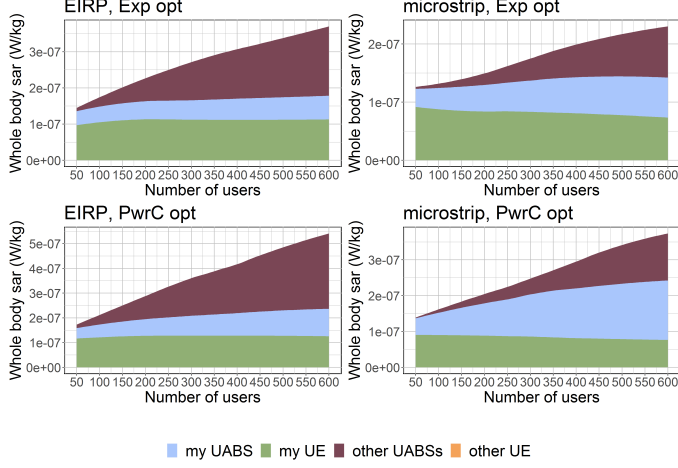 EIRP, Exp opt
microstrip, Exp opt
Whole body sar (W/kg)
3e-07
2e-07
1e-07
0e+00
50 100 150 200 250 300 350 400 450 500 550 600
Number of users
Whole body sar (W/kg)
2e-07
1e-07
0e+00
50 100 150 200 250 300 350 400 450 500 550 600
Number of users
EIRP, PwrC opt
microstrip, PwrC opt
Whole body sar (W/kg)
5e-07
4e-07
3e-07
2e-07
1e-07
0e+00
50 100 150 200 250 300 350 400 450 500 550 600
Number of users
Whole body sar (W/kg)
3e-07
2e-07
1e-07
0e+00
50 100 150 200 250 300 350 400 450 500 550 600
Number of users
my UABS my UE other UABSs other UE